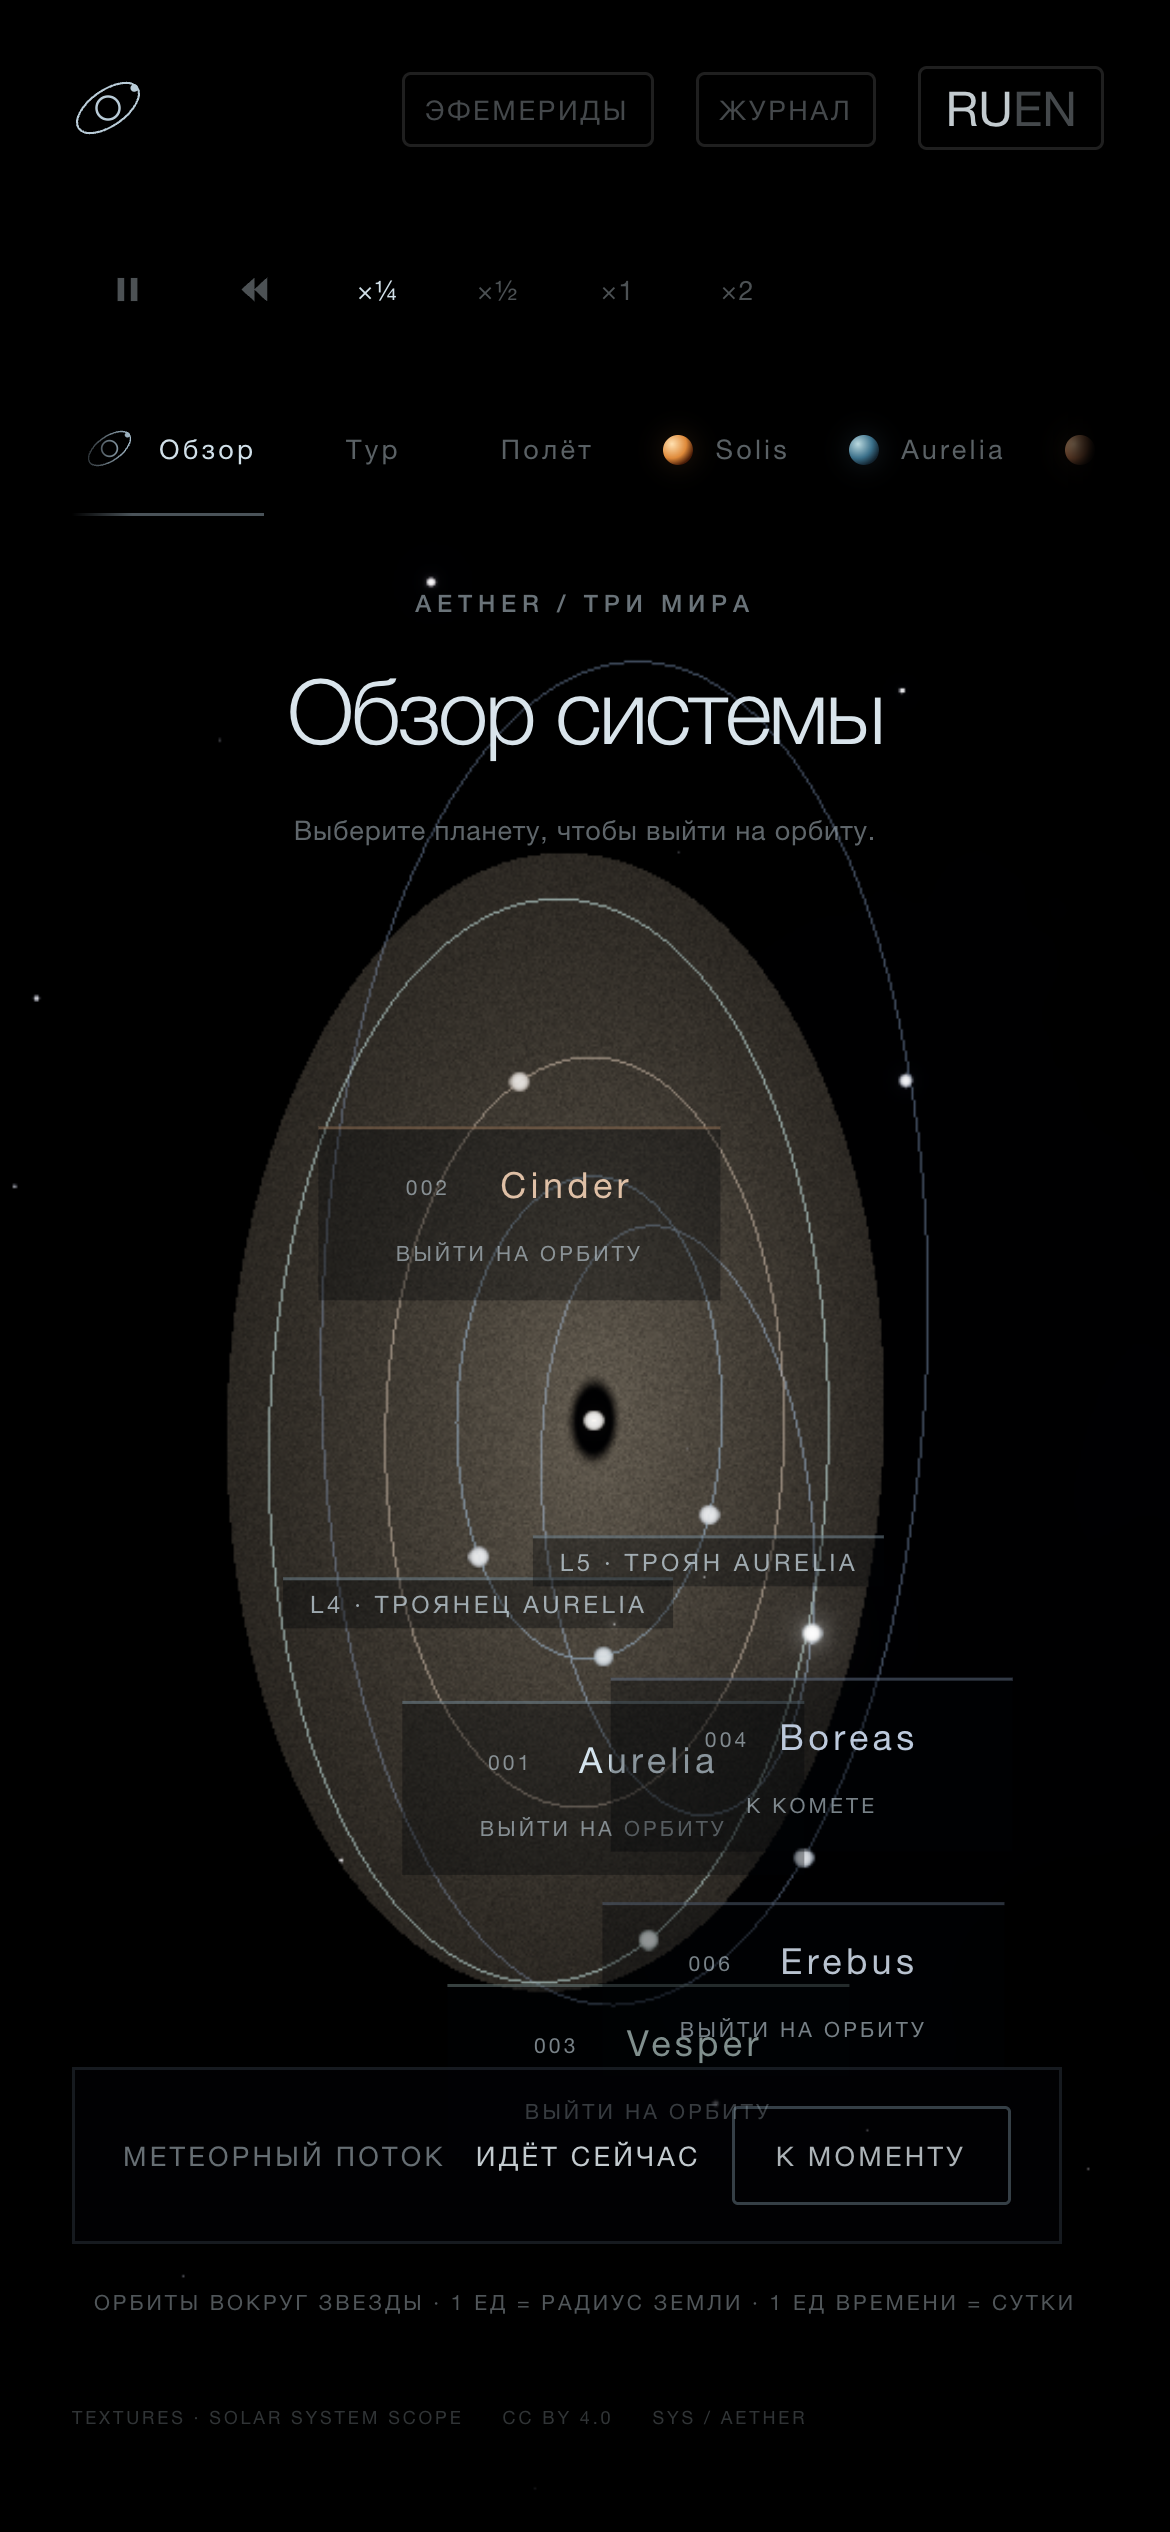 ЭФЕМЕРИДЫ ЖУРНАЛ RUEN
×¼ ×½ ×1 ×2
Обзор Тур Полёт Solis Aurelia
AETHER / ТРИ МИРА
Обзор системы
Выберите планету, чтобы выйти на орбиту.
002 Cinder
ВЫЙТИ НА ОРБИТУ
L5 · ТРОЯН AURELIA
L4 · ТРОЯНЕЦ AURELIA
004 Boreas
К КОМЕТЕ
001 Aurelia
ВЫЙТИ НА ОРБИТУ
006 Erebus
ВЫЙТИ НА ОРБИТУ
003 Vesper
ВЫЙТИ НА ОРБИТУ
МЕТЕОРНЫЙ ПОТОК ИДЁТ СЕЙЧАС К МОМЕНТУ
ОРБИТЫ ВОКРУГ ЗВЕЗДЫ · 1 ЕД = РАДИУС ЗЕМЛИ · 1 ЕД ВРЕМЕНИ = СУТКИ
TEXTURES · SOLAR SYSTEM SCOPE CC BY 4.0 SYS / AETHER